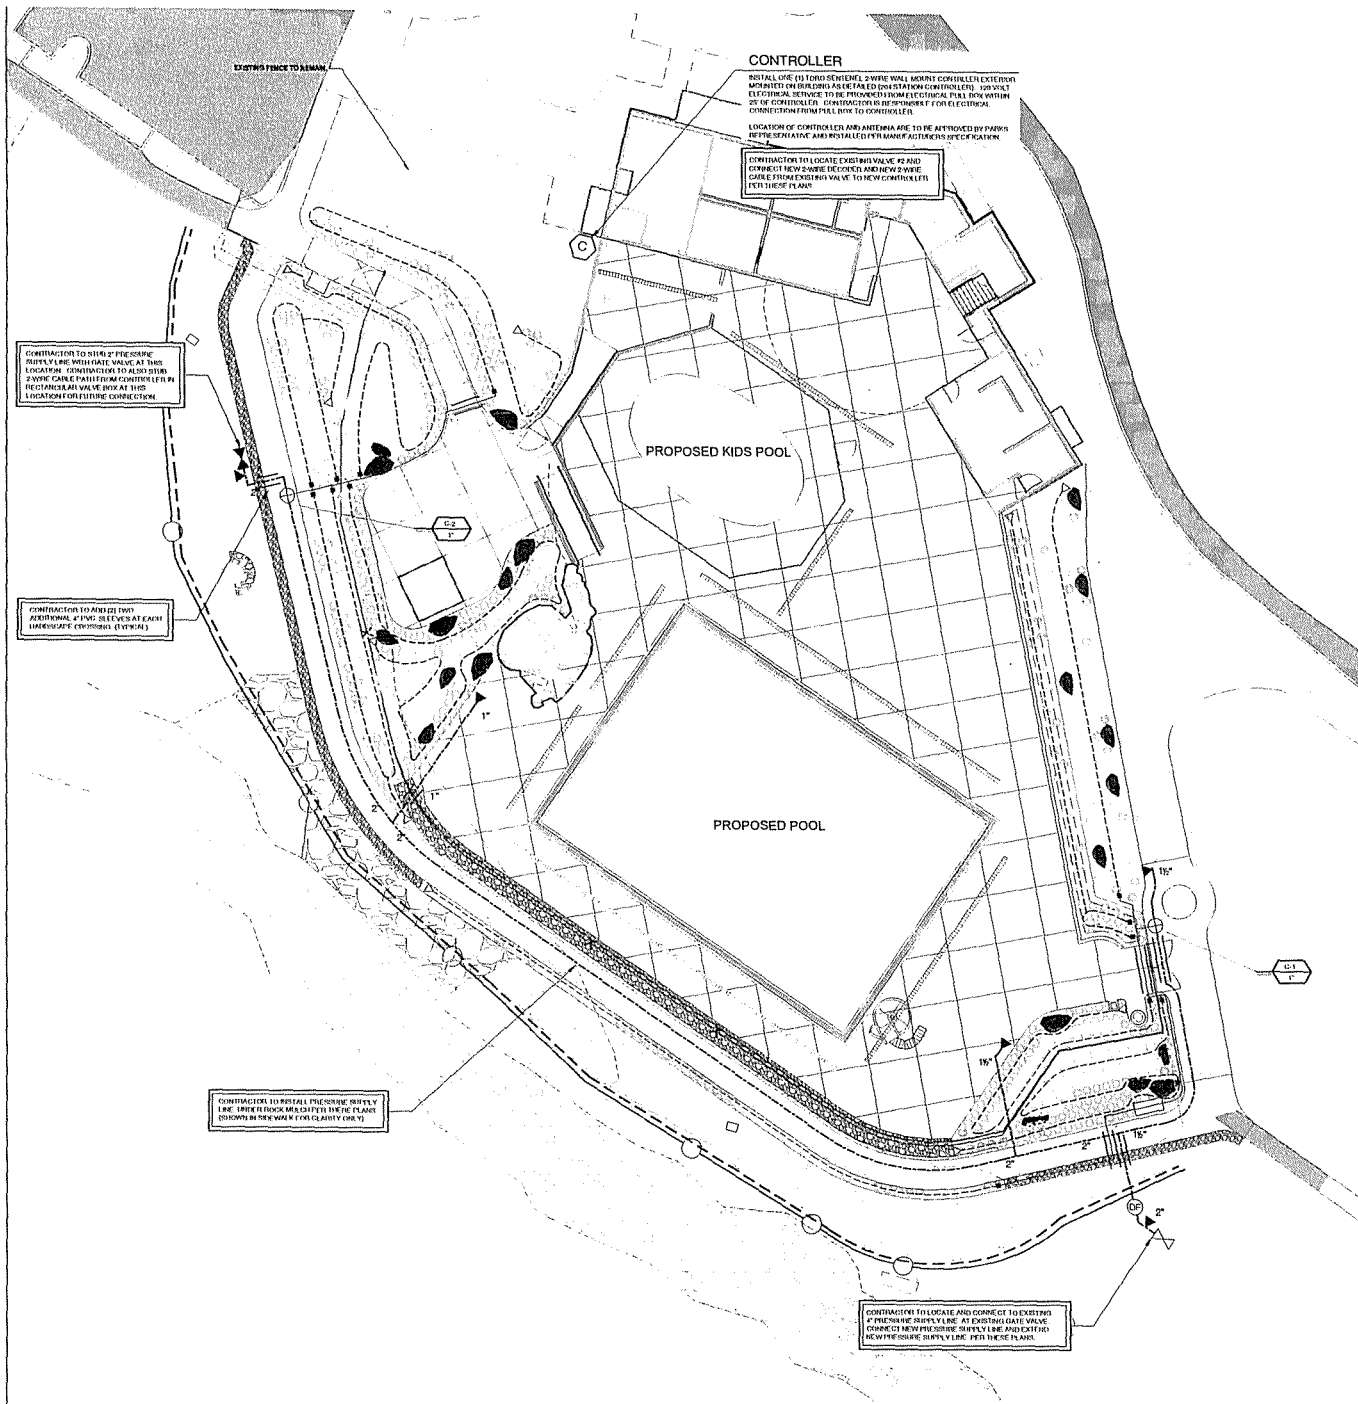 CONTROLLER
INSTALL ONE (1) TORO SENTENEL 2-WIRE WALL MOUNT CONTROLLER EXTERIOR
MOUNTED ON BUILDING AS DETAILED (204 STATION CONTROLLER). 120 VOLT
ELECTRICAL SERVICE TO BE PROVIDED FROM ELECTRICAL PULL BOX WITHIN
25' OF CONTROLLER. CONTRACTOR IS RESPONSIBLE FOR ELECTRICAL
CONNECTION FROM PULL BOX TO CONTROLLER.
LOCATION OF CONTROLLER AND ANTENNA ARE TO BE APPROVED BY PARKS
REPRESENTATIVE AND INSTALLED PER MANUFACTURERS SPECIFICATION
CONTRACTOR TO LOCATE EXISTING VALVE #2 AND
CONNECT NEW 2-WIRE DECODER AND NEW 2-WIRE
CABLE FROM EXISTING VALVE TO NEW CONTROLLER
PER THESE PLANS
EXISTING FENCE TO REMAIN
C
CONTRACTOR TO STUB 2" PRESSURE
SUPPLY LINE WITH GATE VALVE AT THIS
LOCATION. CONTRACTOR TO ALSO STUB
2-WIRE CABLE PATH FROM CONTROLLER IN
RECTANGULAR VALVE BOX AT THIS
LOCATION FOR FUTURE CONNECTION.
PROPOSED KIDS POOL
2"
C-2
1"
CONTRACTOR TO ADD (2) TWO
ADDITIONAL 4" PVC SLEEVES AT EACH
HARDSCAPE CROSSING (TYPICAL)
1"
1"
2"
2"
PROPOSED POOL
1½"
C-1
1"
1½"
CONTRACTOR TO INSTALL PRESSURE SUPPLY
LINE UNDER ROCK MULCH PER THESE PLANS
(SHOWN IN SIDEWALK FOR CLARITY ONLY)
2"
2"
1½"
DF
2"
CONTRACTOR TO LOCATE AND CONNECT TO EXISTING
4" PRESSURE SUPPLY LINE AT EXISTING GATE VALVE.
CONNECT NEW PRESSURE SUPPLY LINE AND EXTEND
NEW PRESSURE SUPPLY LINE PER THESE PLANS.